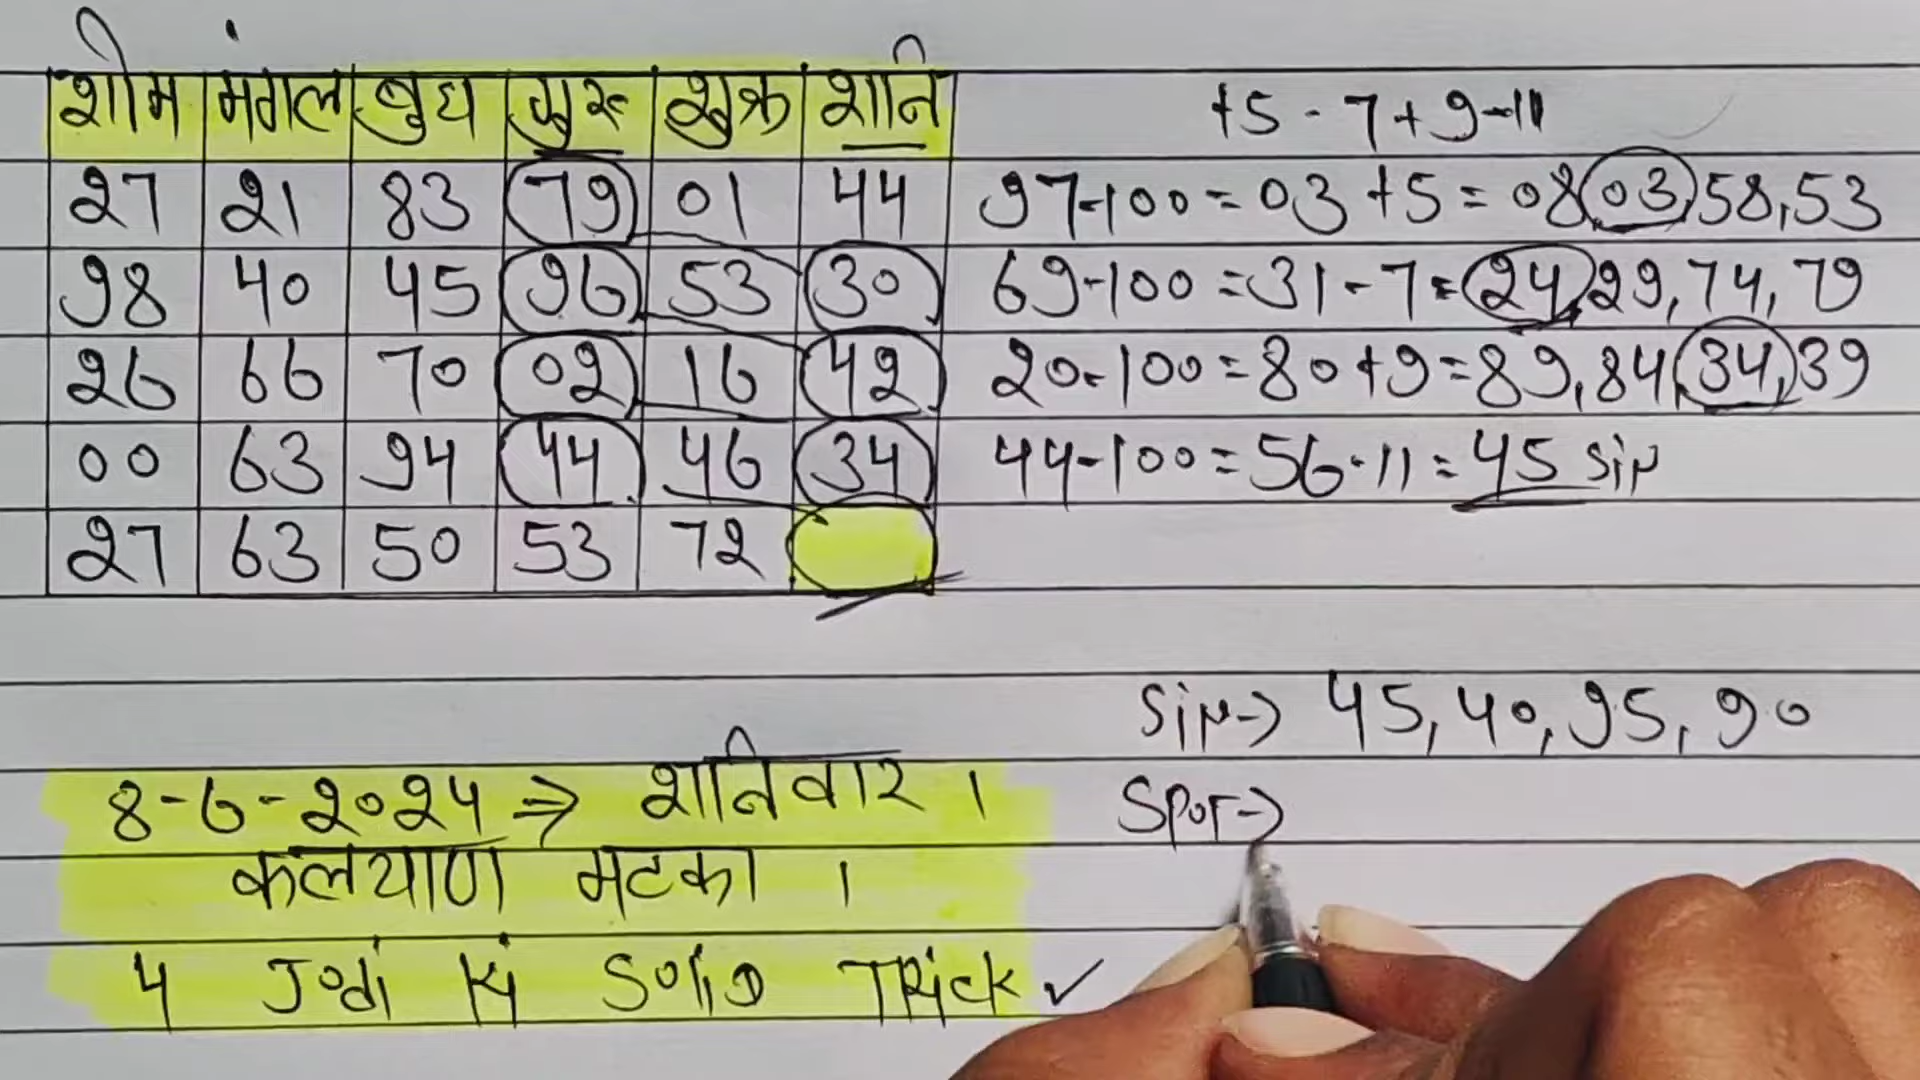 शोम मंगल बुध गुरु शुक्र शनि
+5 - 7 + 9 - 11
27 21 83 79 01 44 97-100 = 03 + 5 = 08, 03, 58, 53
98 40 45 96 53 30 69-100 = 31 - 7 = 24, 29, 74, 79
26 66 70 02 16 42 20-100 = 80 + 9 = 89, 84, 34, 39
00 63 94 44 46 34 44-100 = 56 - 11 = 45
27 63 50 53 72
45, 40, 95, 90
8-6-2024 ⇒ शनिवार ।
कल्याण मटका ।
4 Jodi Ki Solid Trick ✓